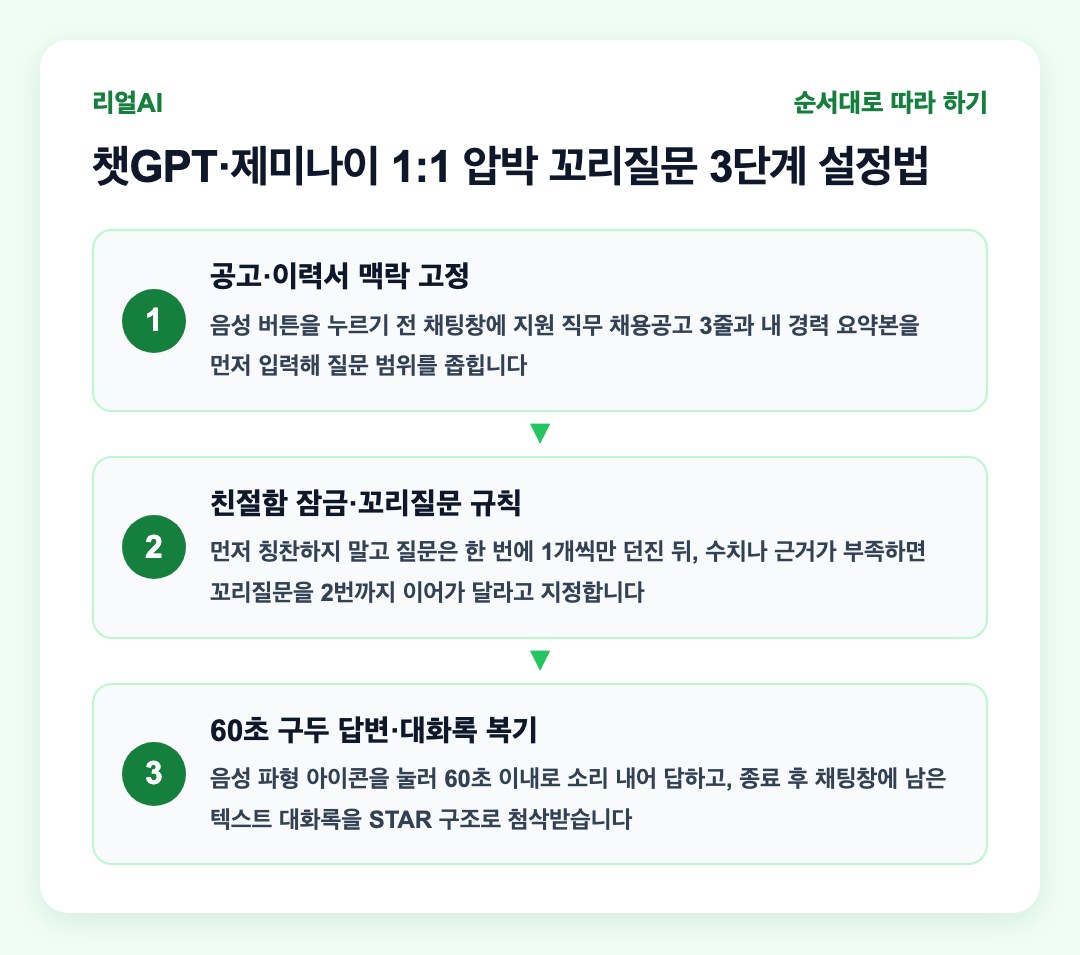 리얼AI
순서대로 따라 하기
챗GPT·제미나이 1:1 압박 꼬리질문 3단계 설정법
1
공고·이력서 맥락 고정
음성 버튼을 누르기 전 채팅창에 지원 직무 채용공고 3줄과 내 경력 요약본을
먼저 입력해 질문 범위를 좁힙니다
▼
2
친절함 잠금·꼬리질문 규칙
먼저 칭찬하지 말고 질문은 한 번에 1개씩만 던진 뒤, 수치나 근거가 부족하면
꼬리질문을 2번까지 이어가 달라고 지정합니다
▼
3
60초 구두 답변·대화록 복기
음성 파형 아이콘을 눌러 60초 이내로 소리 내어 답하고, 종료 후 채팅창에 남은
텍스트 대화록을 STAR 구조로 첨삭받습니다